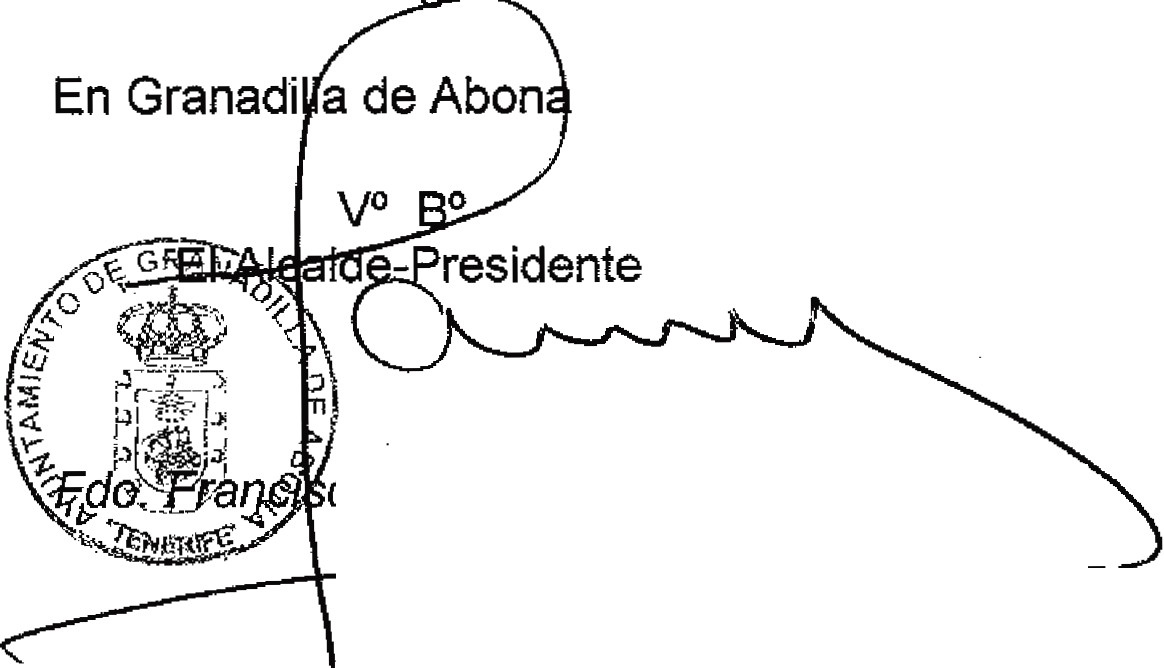 En Granadilla de Abona
Vº Bº
El Alcalde-Presidente
AYUNTAMIENTO DE GRANADILLA DE ABONA
TENERIFE
Fdo. Francisc